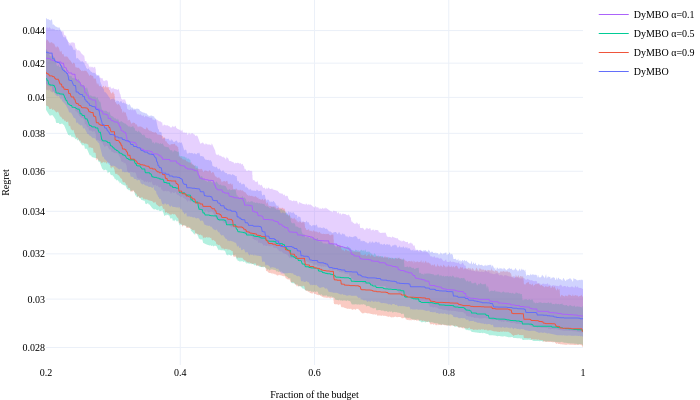 DyMBO α=0.1
DyMBO α=0.5
DyMBO α=0.9
DyMBO
0.044
0.042
0.04
0.038
0.036
0.034
0.032
0.03
0.028
Regret
0.2 0.4 0.6 0.8 1
Fraction of the budget